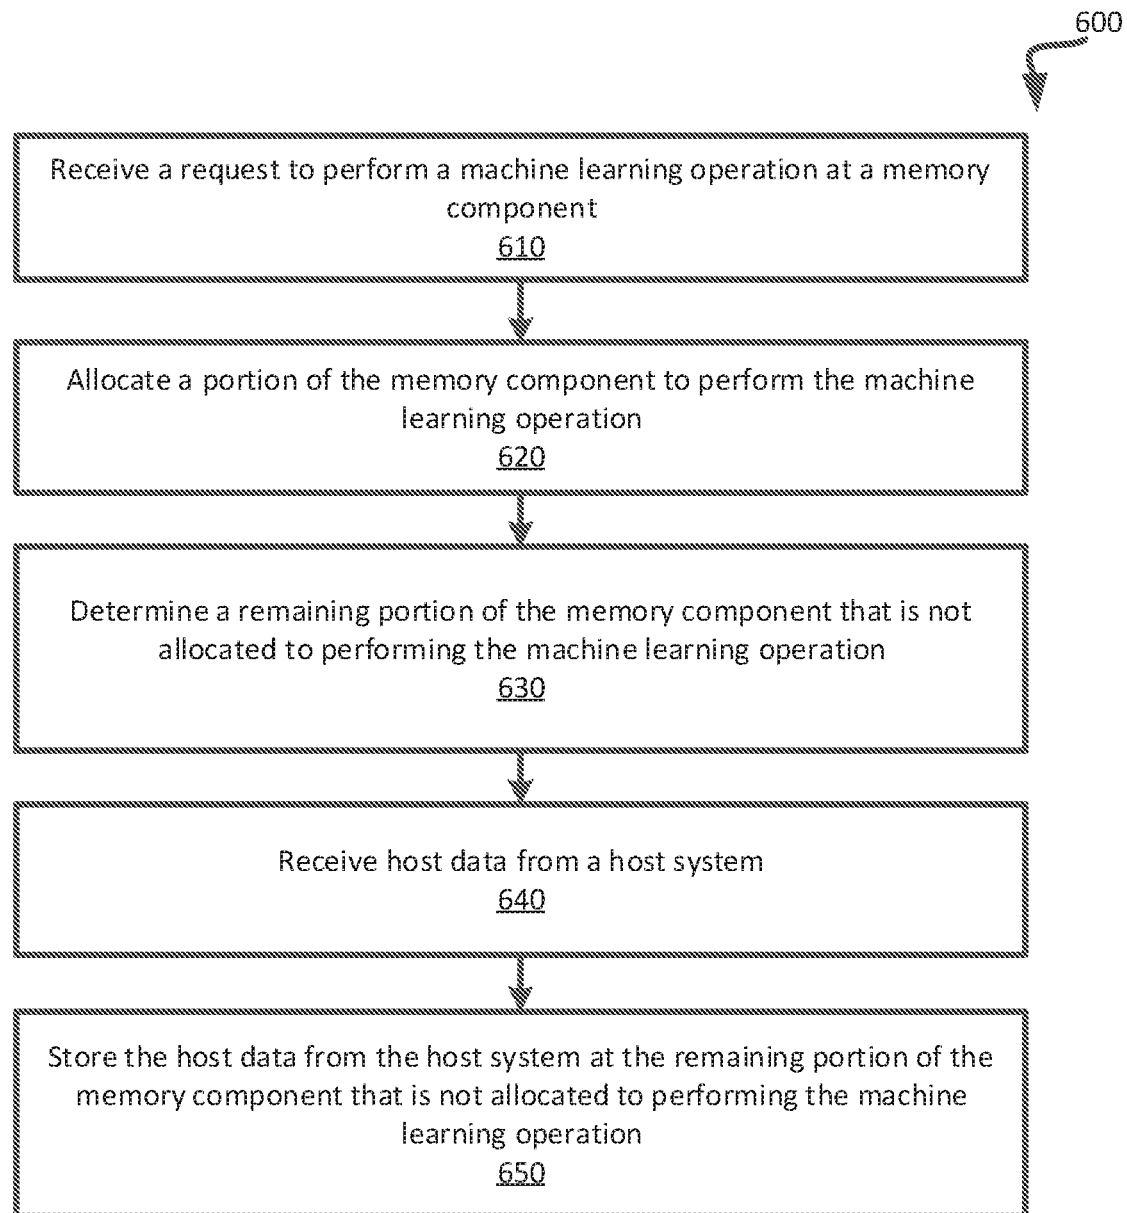 600
Receive a request to perform a machine learning operation at a memory
component
610
Allocate a portion of the memory component to perform the machine
learning operation
620
Determine a remaining portion of the memory component that is not
allocated to performing the machine learning operation
630
Receive host data from a host system
640
Store the host data from the host system at the remaining portion of the
memory component that is not allocated to performing the machine
learning operation
650